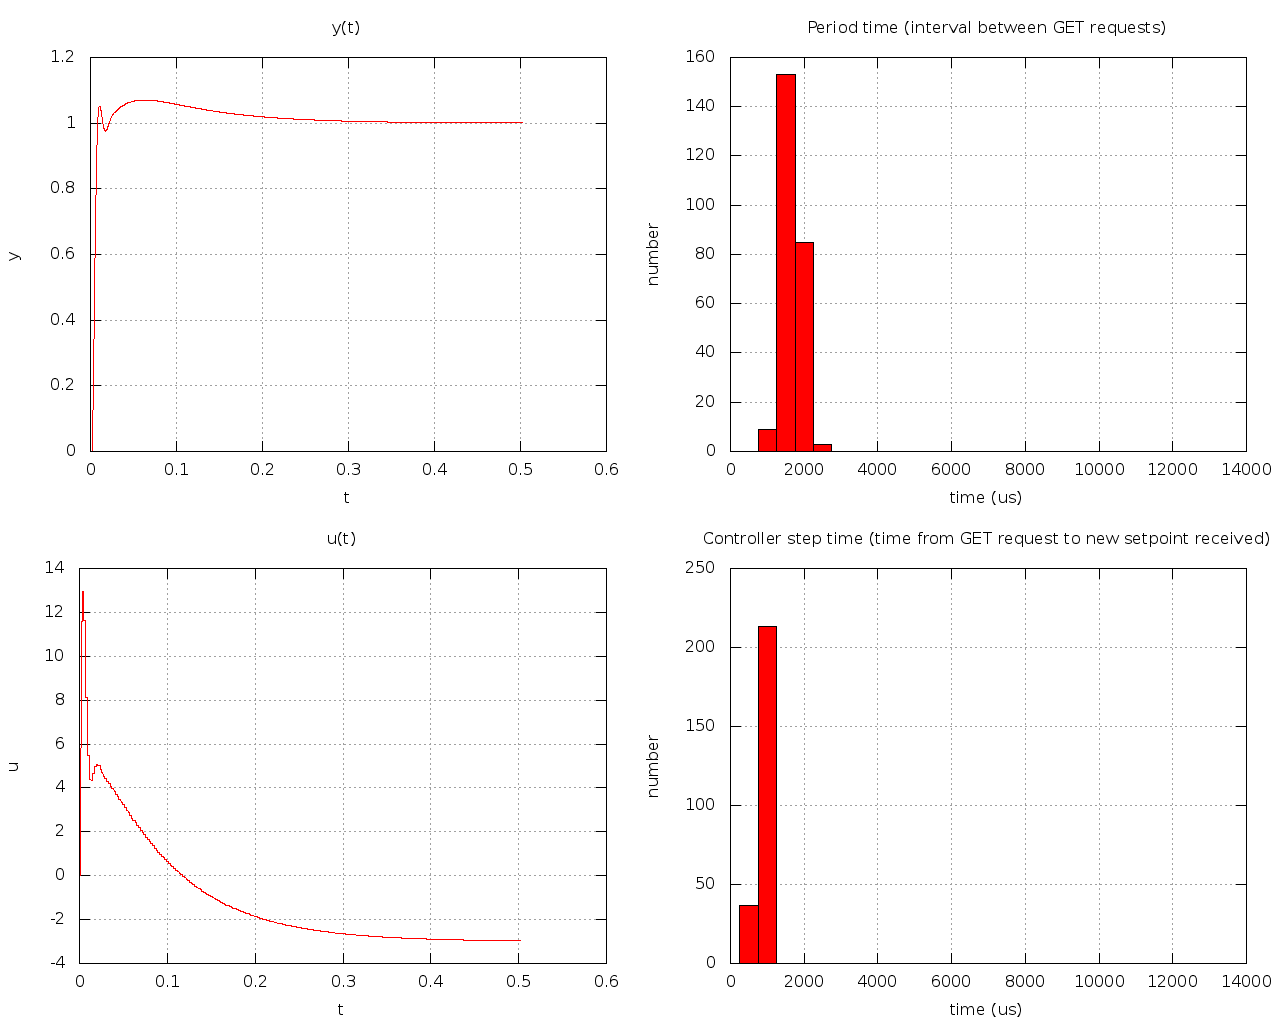 y(t)
1.2
1
0.8
0.6
0.4
0.2
0
y
0 0.1 0.2 0.3 0.4 0.5 0.6
t
Period time (interval between GET requests)
160
140
120
100
80
60
40
20
0
number
0 2000 4000 6000 8000 10000 12000 14000
time (us)
u(t)
14
12
10
8
6
4
2
0
-2
-4
u
0 0.1 0.2 0.3 0.4 0.5 0.6
t
Controller step time (time from GET request to new setpoint received)
250
200
150
100
50
0
number
0 2000 4000 6000 8000 10000 12000 14000
time (us)